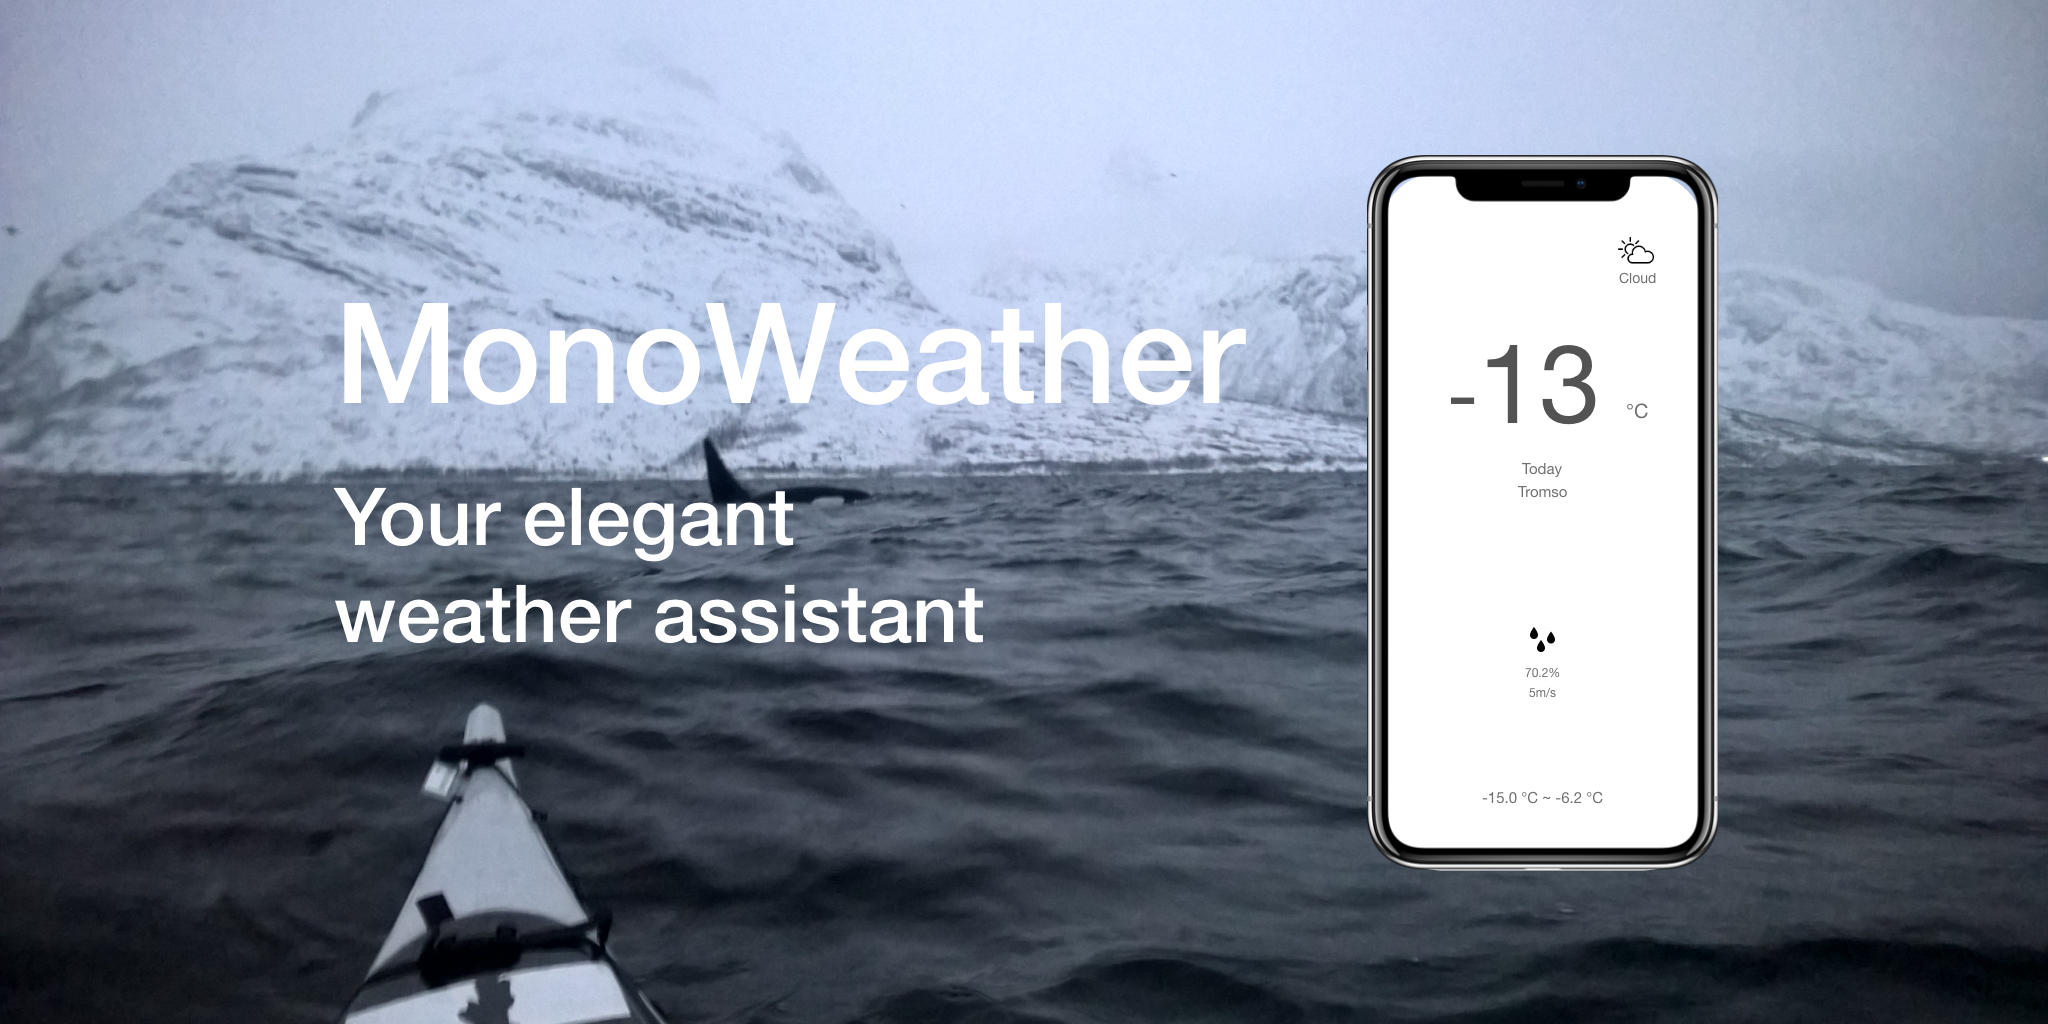 MonoWeather
Your elegant
weather assistant
Cloud
-13 °C
Today
Tromso
70.2%
5m/s
-15.0 °C ~ -6.2 °C